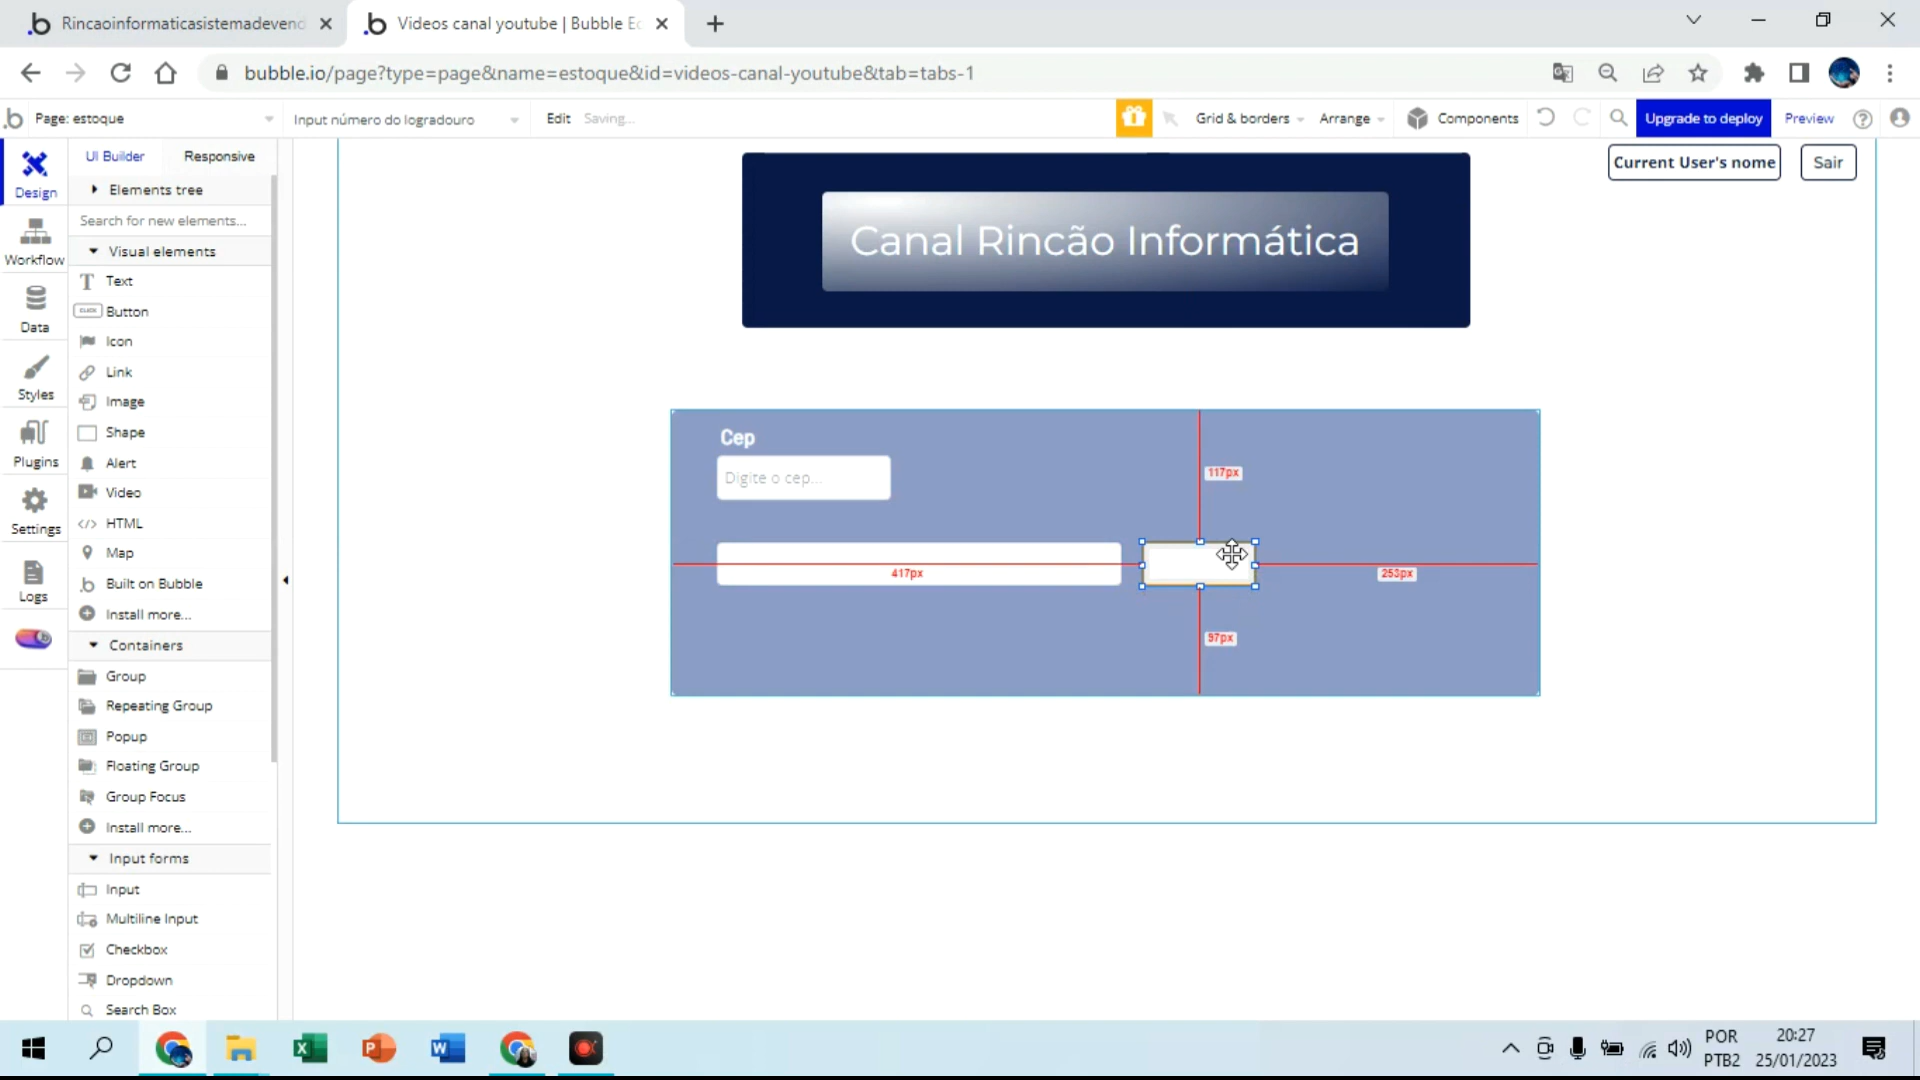 Rincaoinformaticasistemadevend
Videos canal youtube | Bubble Ec
bubble.io/page?type=page&name=estoque&id=videos-canal-youtube&tab=tabs-1
Page: estoque
Input número do logradouro
Edit Saving...
Grid & borders
Arrange
Components
Upgrade to deploy
Preview
UI Builder
Responsive
Current User's nome
Sair
Design
Elements tree
Search for new elements...
Workflow
Visual elements
Canal Rincão Informática
Text
Button
Data
Icon
Link
Styles
Image
Shape
Cep
Plugins
Alert
117px
Digite o cep...
Video
Settings
HTML
Map
417px
253px
Built on Bubble
Logs
Install more...
Containers
97px
Group
Repeating Group
Popup
Floating Group
Group Focus
Install more...
Input forms
Input
Multiline Input
Checkbox
Dropdown
Search Box
POR
PTB2
20:27
25/01/2023